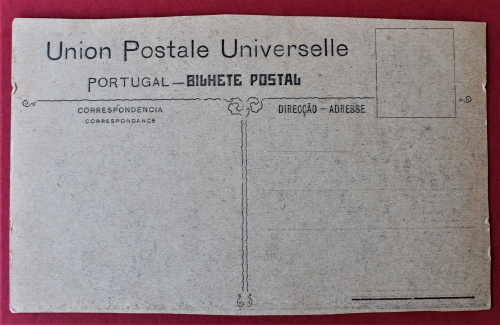 Union Postale Universelle
PORTUGAL — BILHETE POSTAL
CORRESPONDENCIA
CORRESPONDANCE
DIRECÇÃO — ADRESSE